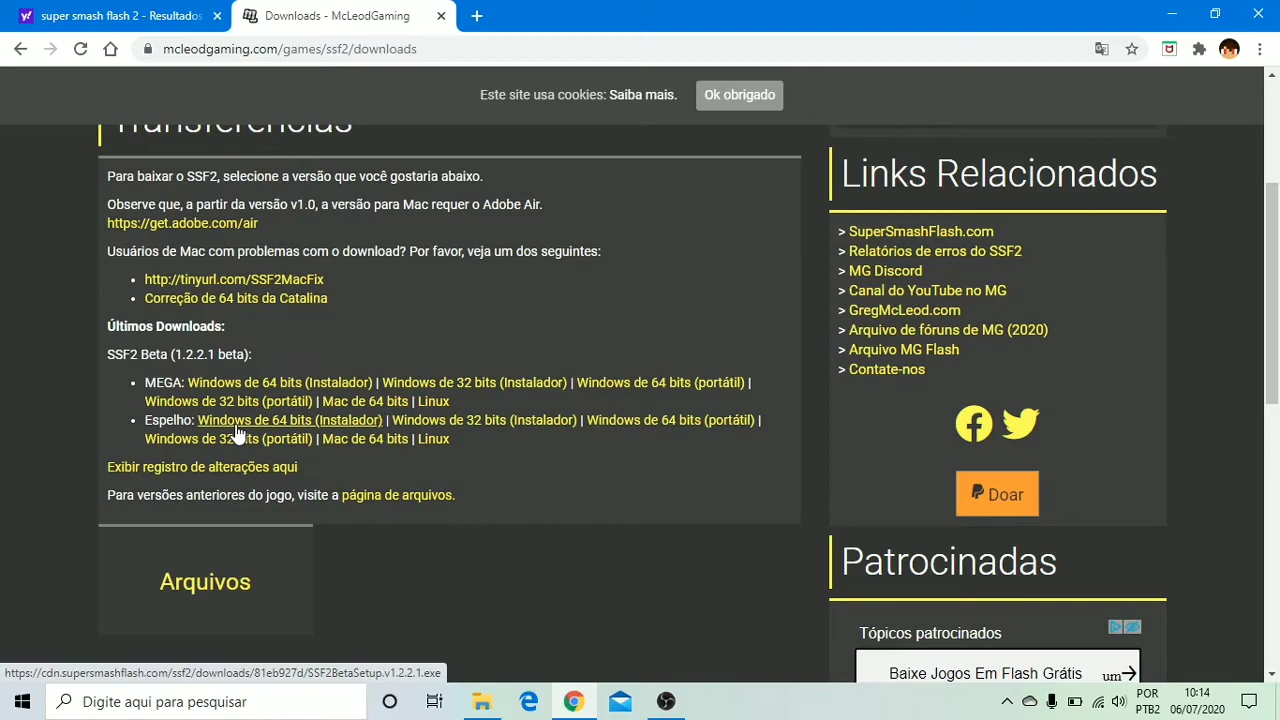 super smash flash 2 - Resultados
Downloads - McLeodGaming
mcleodgaming.com/games/ssf2/downloads
Este site usa cookies: Saiba mais.
Ok obrigado
Transferências
Para baixar o SSF2, selecione a versão que você gostaria abaixo.
Observe que, a partir da versão v1.0, a versão para Mac requer o Adobe Air.
https://get.adobe.com/air
Usuários de Mac com problemas com o download? Por favor, veja um dos seguintes:
• http://tinyurl.com/SSF2MacFix
• Correção de 64 bits da Catalina
Últimos Downloads:
SSF2 Beta (1.2.2.1 beta):
• MEGA: Windows de 64 bits (Instalador) | Windows de 32 bits (Instalador) | Windows de 64 bits (portátil) |
Windows de 32 bits (portátil) | Mac de 64 bits | Linux
• Espelho: Windows de 64 bits (Instalador) | Windows de 32 bits (Instalador) | Windows de 64 bits (portátil) |
Windows de 32 bits (portátil) | Mac de 64 bits | Linux
Exibir registro de alterações aqui
Para versões anteriores do jogo, visite a página de arquivos.
Arquivos
Links Relacionados
> SuperSmashFlash.com
> Relatórios de erros do SSF2
> MG Discord
> Canal do YouTube no MG
> GregMcLeod.com
> Arquivo de fóruns de MG (2020)
> Arquivo MG Flash
> Contate-nos
Doar
Patrocinadas
Tópicos patrocinados
Baixe Jogos Em Flash Grátis
um
https://cdn.supersmashflash.com/ssf2/downloads/81eb927d/SSF2BetaSetup.v1.2.2.1.exe
Digite aqui para pesquisar
POR
PTB2
10:14
06/07/2020